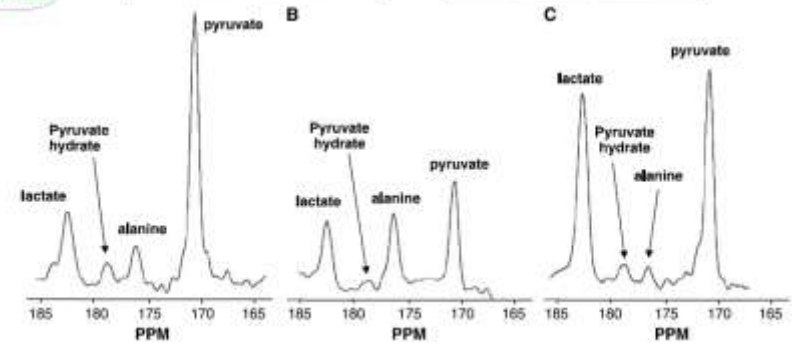 pyruvate
Pyruvate
hydrate
lactate
alanine
185 180 175 170 165
PPM
B
Pyruvate
hydrate
lactate
alanine
pyruvate
185 180 175 170 165
PPM
C
lactate
Pyruvate
hydrate
alanine
pyruvate
185 180 175 170 165
PPM